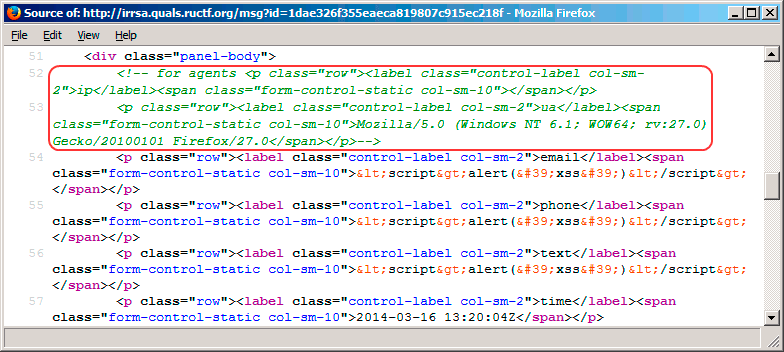 Source of: http://irrsa.quals.ructf.org/msg?id=1dae326f355eaeca819807c915ec218f - Mozilla Firefox
File Edit View Help
51 <div class="panel-body">
52 <!-- for agents <p class="row"><label class="control-label col-sm-
2">ip</label><span class="form-control-static col-sm-10"></span></p>
53 <p class="row"><label class="control-label col-sm-2">ua</label><span
class="form-control-static col-sm-10">Mozilla/5.0 (Windows NT 6.1; WOW64; rv:27.0)
Gecko/20100101 Firefox/27.0</span></p>-->
54 <p class="row"><label class="control-label col-sm-2">email</label><span
class="form-control-static col-sm-10">&lt;script&gt;alert(&#39;xss&#39;)&lt;/script&gt;
</span></p>
55 <p class="row"><label class="control-label col-sm-2">phone</label><span
class="form-control-static col-sm-10">&lt;script&gt;alert(&#39;xss&#39;)&lt;/script&gt;
</span></p>
56 <p class="row"><label class="control-label col-sm-2">text</label><span
class="form-control-static col-sm-10">&lt;script&gt;alert(&#39;xss&#39;)&lt;/script&gt;
</span></p>
57 <p class="row"><label class="control-label col-sm-2">time</label><span
class="form-control-static col-sm-10">2014-03-16 13:20:04Z</span></p>